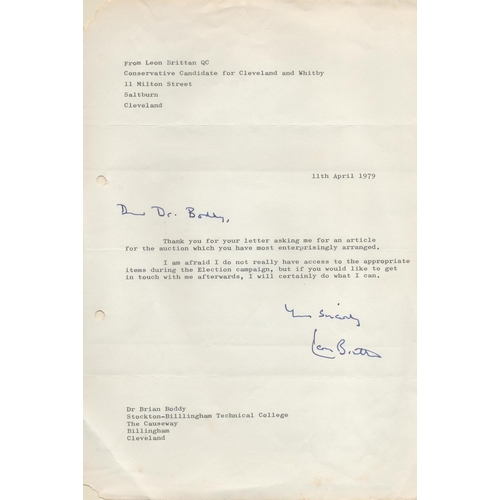 From Leon Brittan QC
Conservative Candidate for Cleveland and Whitby
11 Milton Street
Saltburn
Cleveland
11th April 1979
Dear Dr. Boddy,
Thank you for your letter asking me for an article
for the auction which you have most enterprisingly arranged.
I am afraid I do not really have access to the appropriate
items during the Election campaign, but if you would like to get
in touch with me afterwards, I will certainly do what I can.
Yours Sincerely
Leon Brittan
Dr Brian Boddy
Stockton-Billlingham Technical College
The Causeway
Billingham
Cleveland